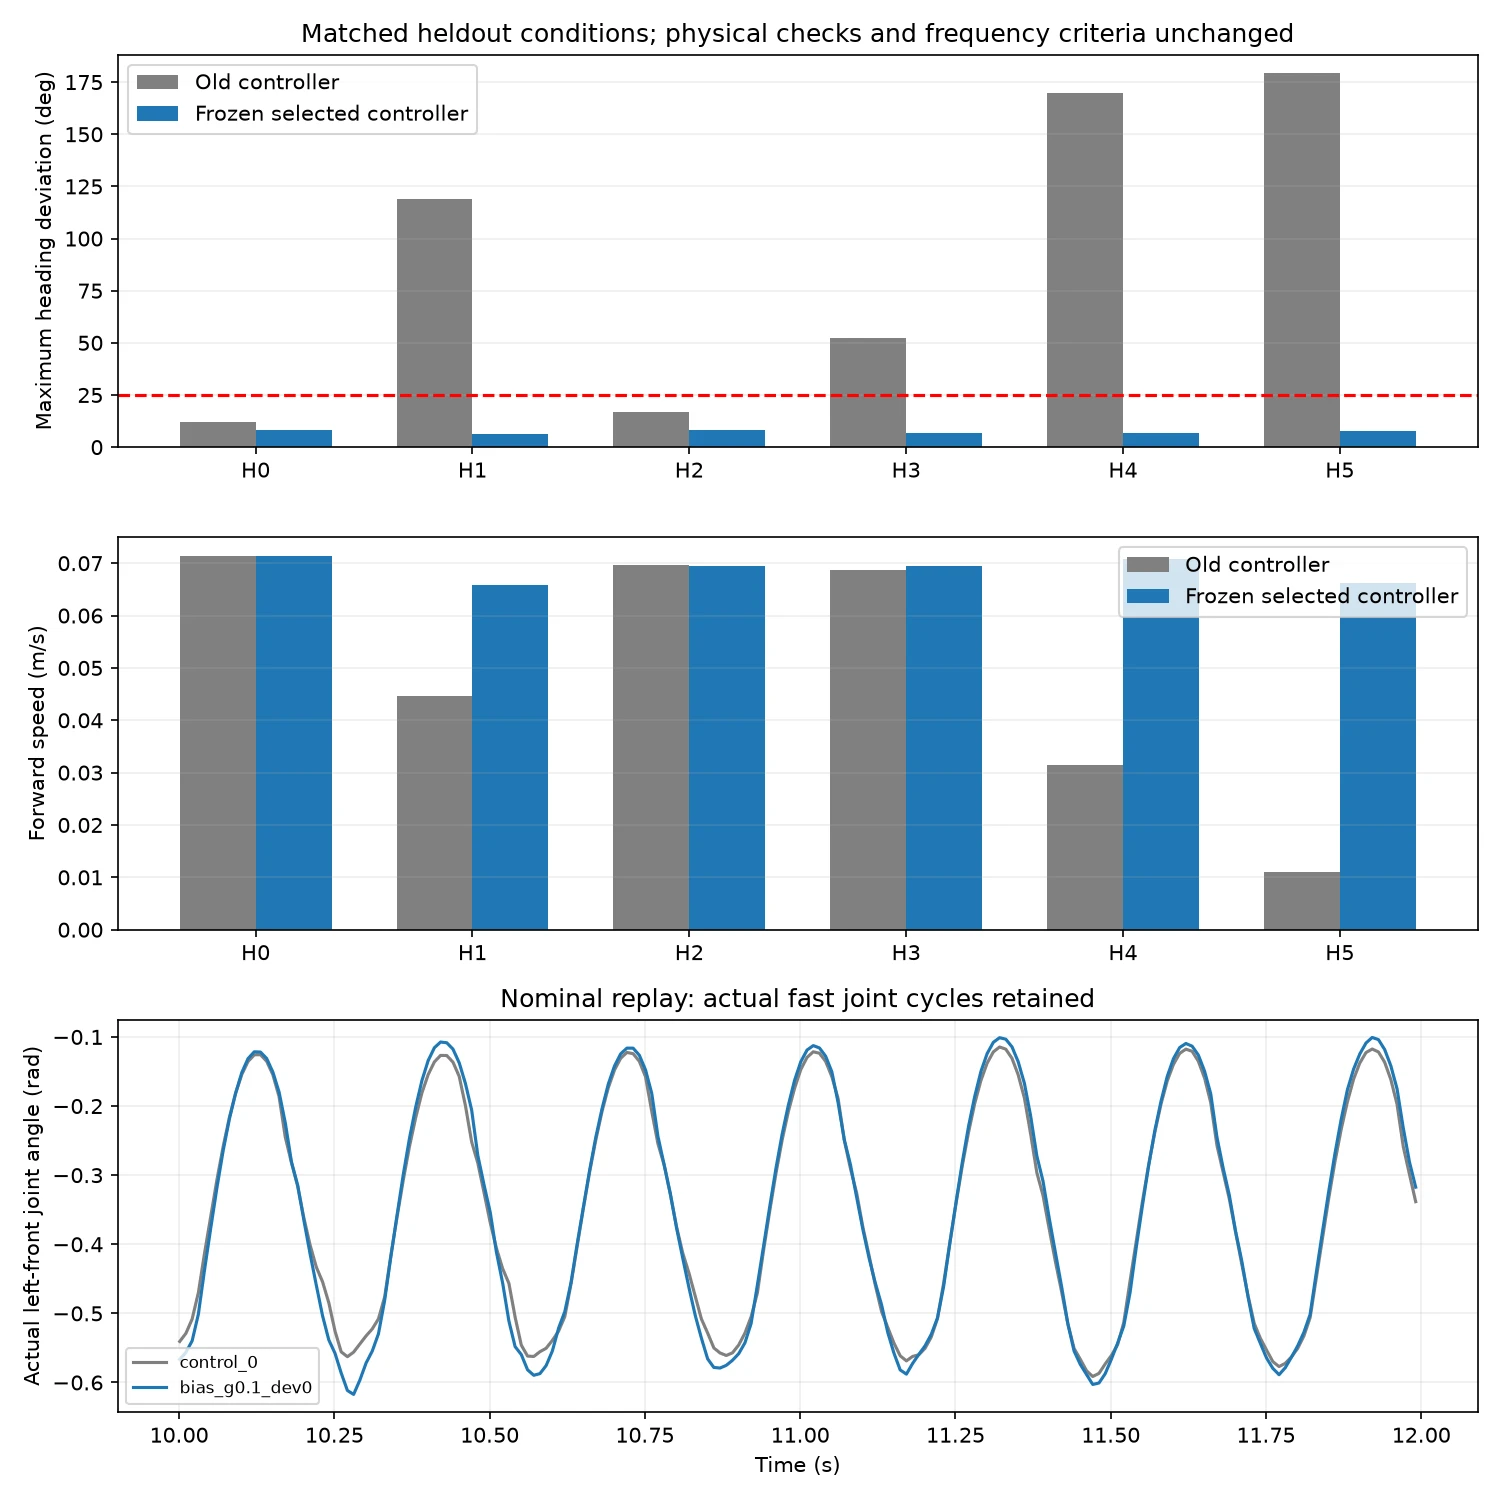 Matched heldout conditions; physical checks and frequency criteria unchanged
Maximum heading deviation (deg)
175
150
125
100
75
50
25
0
Old controller
Frozen selected controller
H0 H1 H2 H3 H4 H5
Forward speed (m/s)
0.07
0.06
0.05
0.04
0.03
0.02
0.01
0.00
Old controller
Frozen selected controller
H0 H1 H2 H3 H4 H5
Nominal replay: actual fast joint cycles retained
Actual left-front joint angle (rad)
−0.1
−0.2
−0.3
−0.4
−0.5
−0.6
control_0
bias_g0.1_dev0
10.00 10.25 10.50 10.75 11.00 11.25 11.50 11.75 12.00
Time (s)